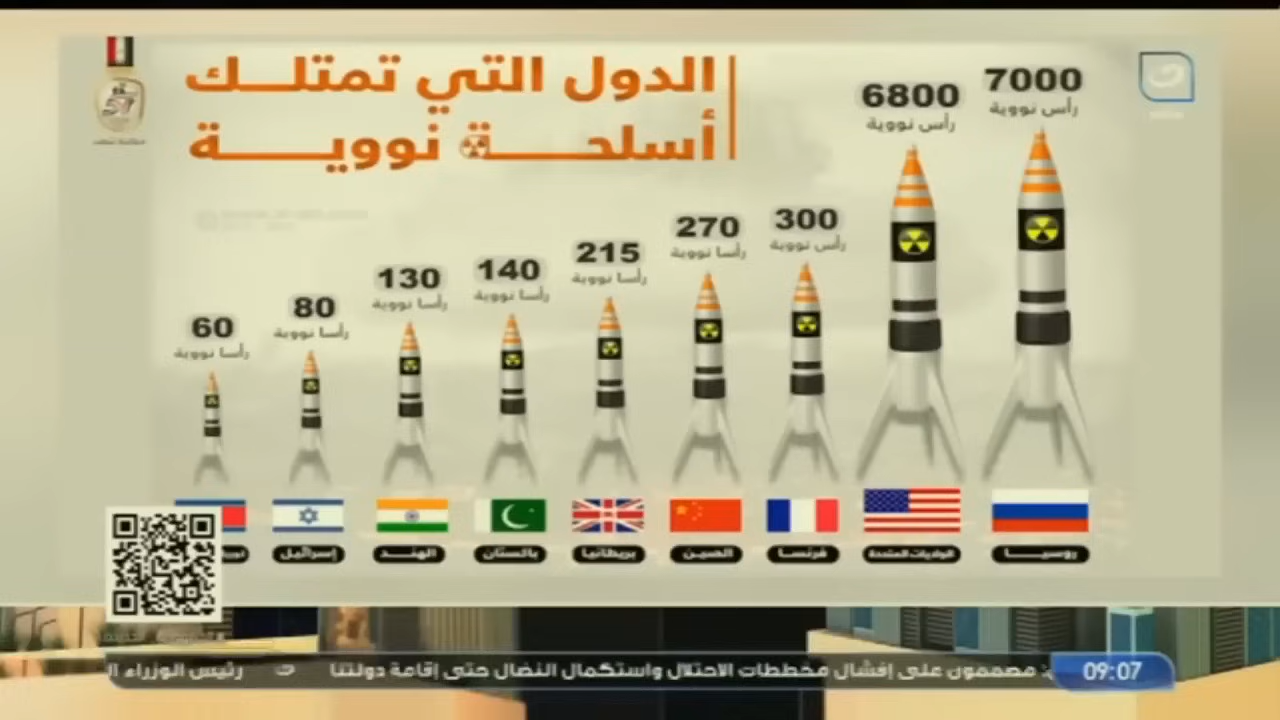 الدول التي تمتلك
أسلحة نووية
7000
رأس نووية
6800
رأس نووية
300
رأس نووية
270
رأسا نووية
215
رأسا نووية
140
رأسا نووية
130
رأسا نووية
80
رأسا نووية
60
رأسا نووية
روسيا
الولايات المتحدة
فرنسا
الصين
بريطانيا
باكستان
الهند
إسرائيل
09:07
مصممون على إفشال مخططات الاحتلال واستكمال النضال حتى إقامة دولتنا
رئيس الوزراء